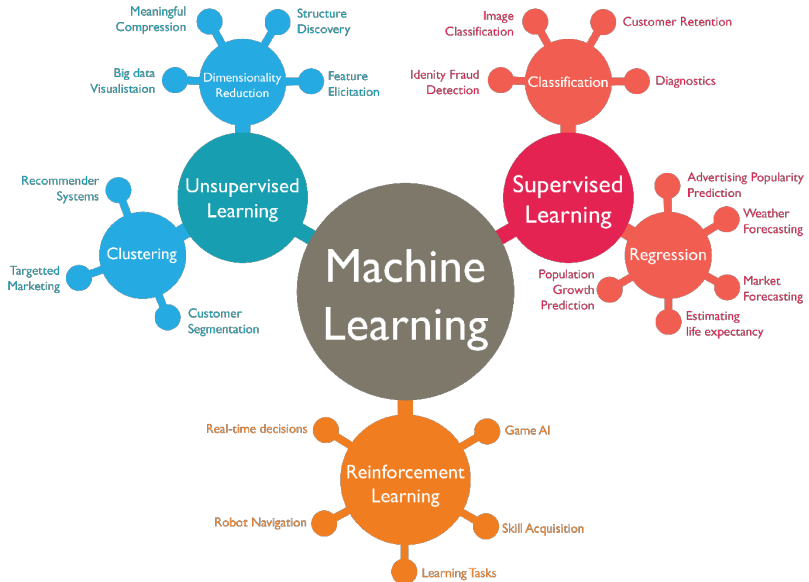 Meaningful
Compression
Structure
Discovery
Big data
Visualistaion
Dimensionality
Reduction
Feature
Elicitation
Unsupervised
Learning
Recommender
Systems
Clustering
Targetted
Marketing
Customer
Segmentation
Machine
Learning
Image
Classification
Customer Retention
Idenity Fraud
Detection
Classification
Diagnostics
Supervised
Learning
Advertising Popularity
Prediction
Weather
Forecasting
Regression
Population
Growth
Prediction
Market
Forecasting
Estimating
life expectancy
Real-time decisions
Game AI
Reinforcement
Learning
Robot Navigation
Skill Acquisition
Learning Tasks